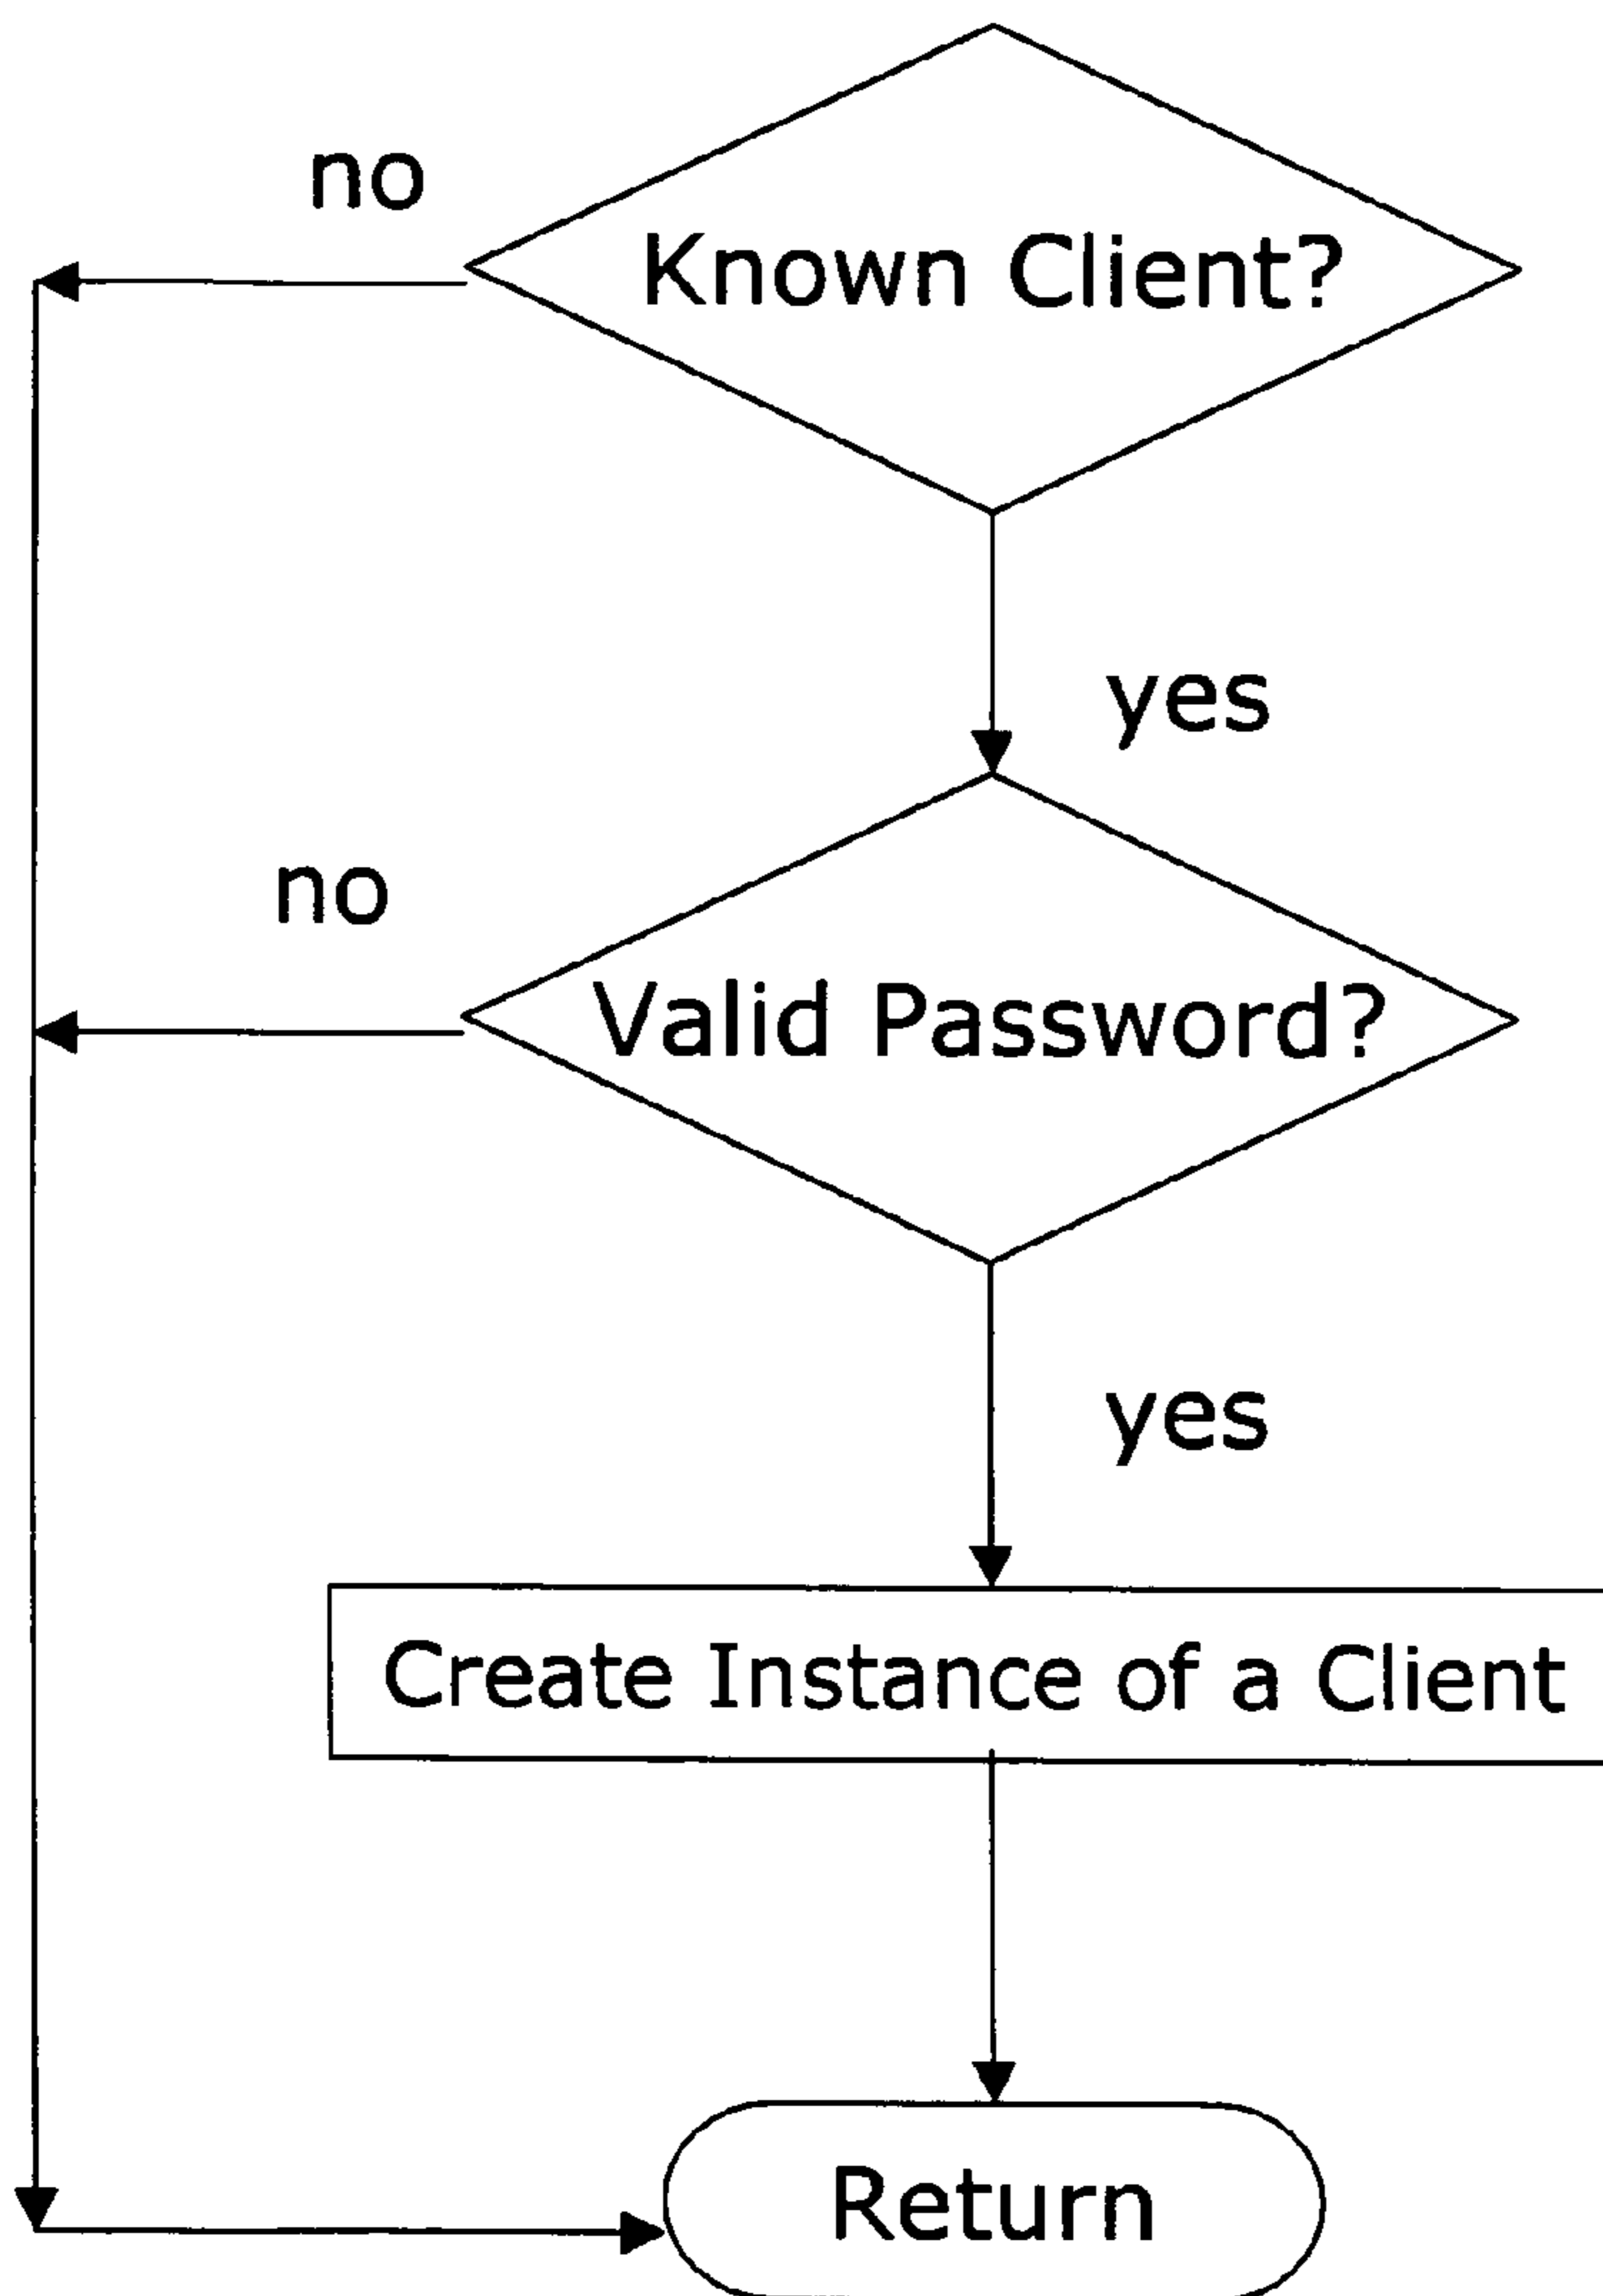 no
Known Client?
yes
no
Valid Password?
yes
Create Instance of a Client
Return